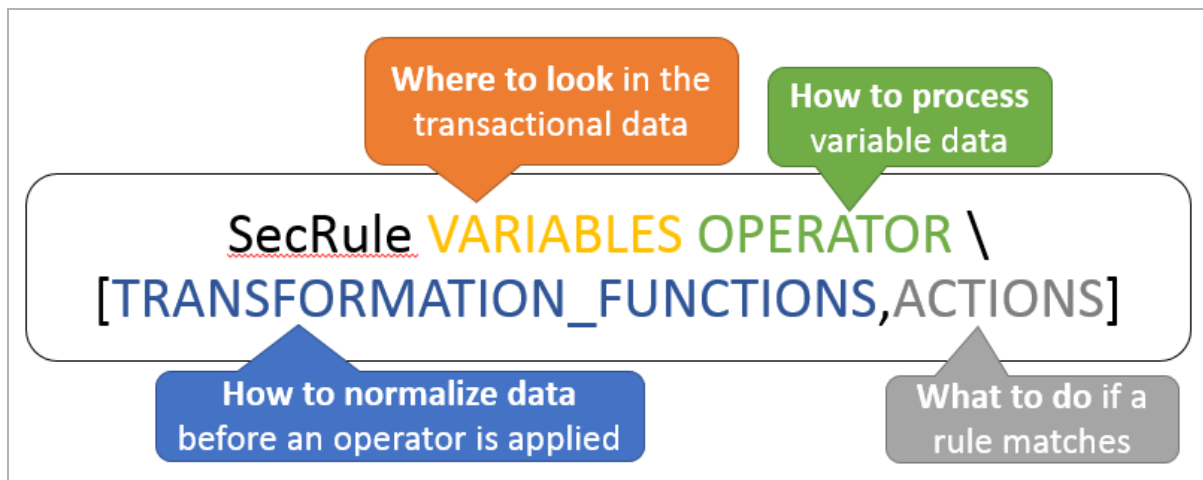 Where to look in the
transactional data
How to process
variable data
SecRule VARIABLES OPERATOR \
[TRANSFORMATION_FUNCTIONS,ACTIONS]
How to normalize data
before an operator is applied
What to do if a
rule matches